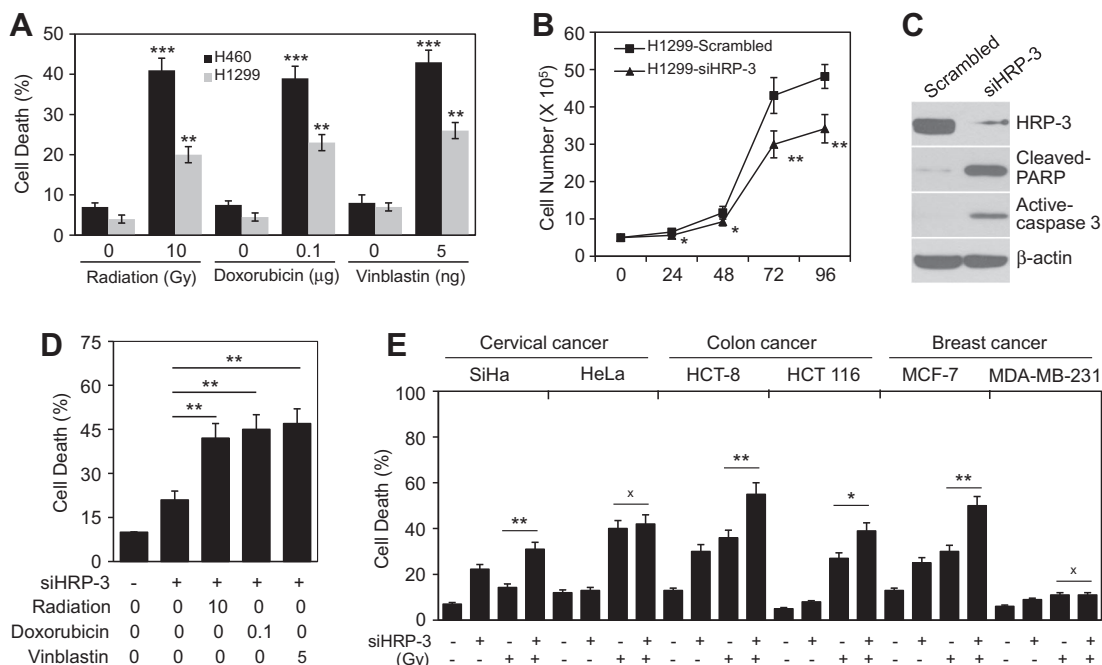 A
Cell Death (%)
60
50
40
30
20
10
0
H460
H1299
*** ** *** ** *** **
0 10 0 0.1 0 5
Radiation (Gy) Doxorubicin (μg) Vinblastine (ng)
B
Cell Number (X 10⁵)
60
50
40
30
20
10
0
H1299-Scrambled
H1299-siHRP-3
* * ** **
0 24 48 72 96
C
Scrambled siHRP-3
HRP-3
Cleaved-
PARP
Active-
caspase 3
β-actin
D
Cell Death (%)
75
60
45
30
15
0
**
**
**
siHRP-3 - + + + +
Radiation 0 0 10 0 0
Doxorubicin 0 0 0 0.1 0
Vinblastin 0 0 0 0 5
E
Cervical cancer Colon cancer Breast cancer
SiHa HeLa HCT-8 HCT 116 MCF-7 MDA-MB-231
Cell Death (%)
100
80
60
40
20
0
** x ** * ** x
siHRP-3 - + - + - + - + - + - + - + - + - + - + - + - +
(Gy) - - + + - - + + - - + + - - + + - - + + - - + +